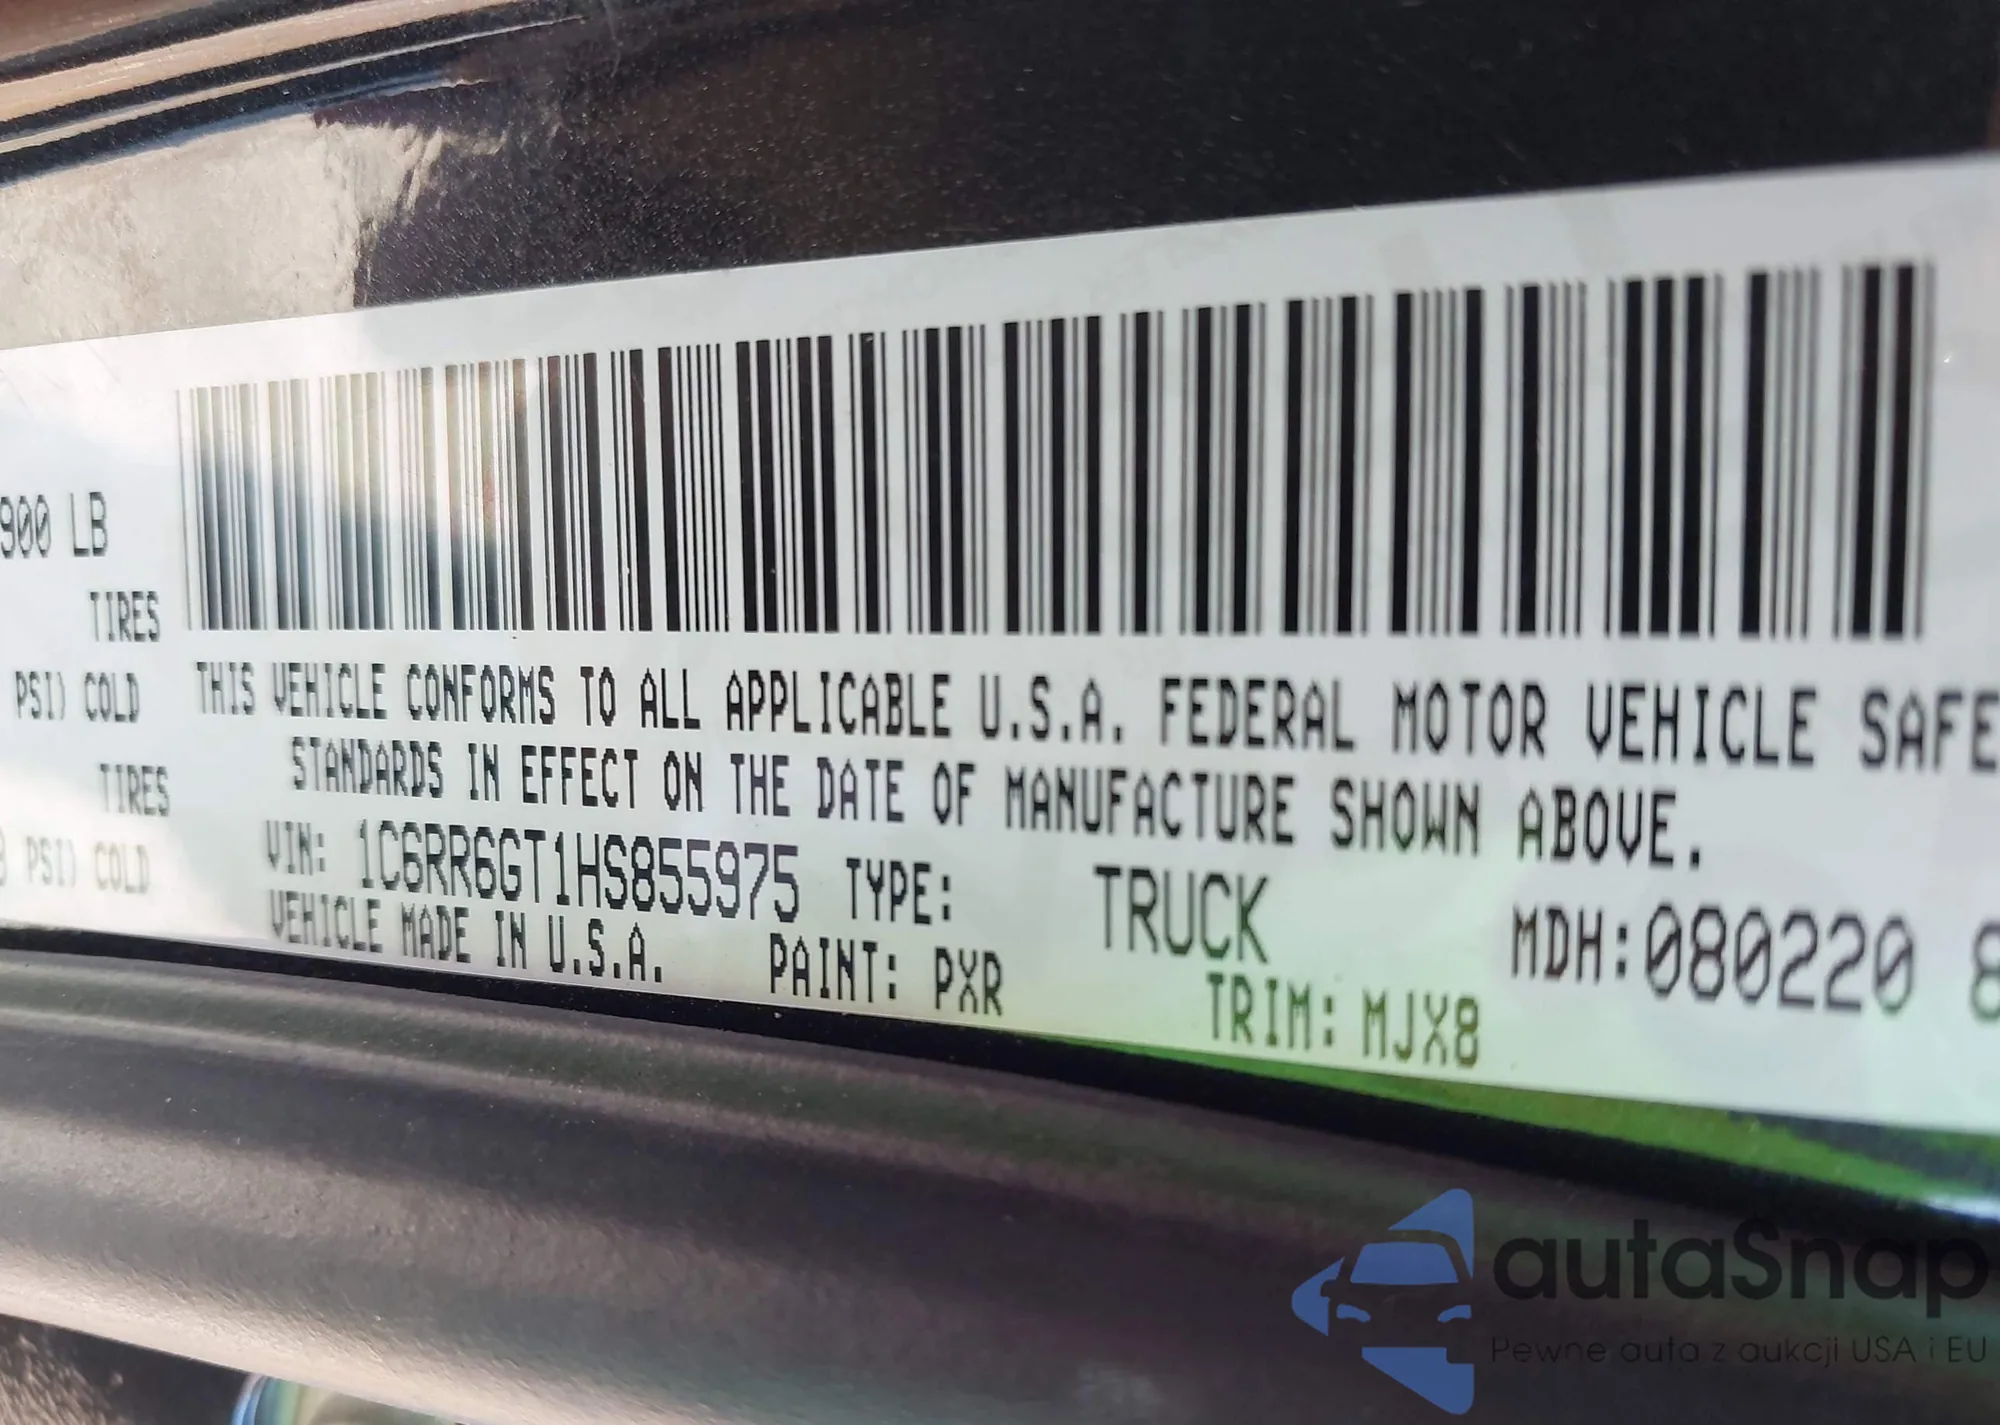 900 LB
TIRES
PSI) COLD
TIRES
PSI) COLD
THIS VEHICLE CONFORMS TO ALL APPLICABLE U.S.A. FEDERAL MOTOR VEHICLE SAFE
STANDARDS IN EFFECT ON THE DATE OF MANUFACTURE SHOWN ABOVE.
VIN: 1C6RR6GT1HS855975 TYPE: TRUCK MDH:080220 8
VEHICLE MADE IN U.S.A. PAINT: PXR TRIM: MJX8
autaSnap
Pewne auta z aukcji USA i EU